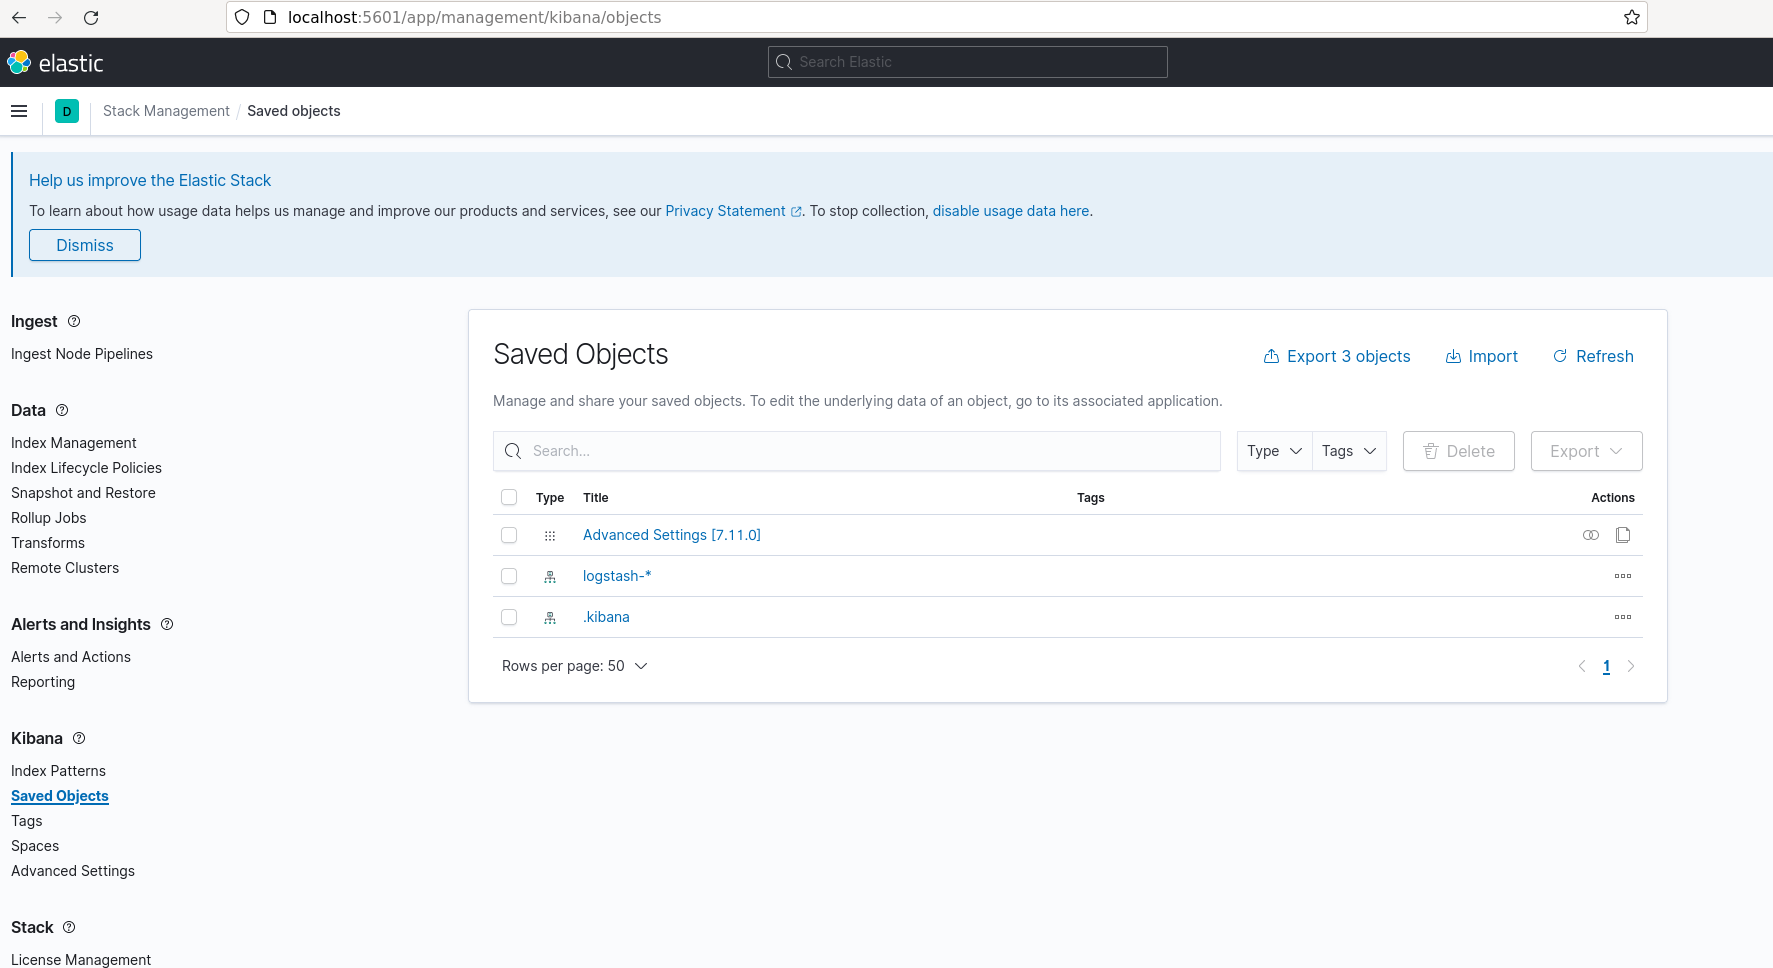 localhost:5601/app/management/kibana/objects
elastic
Search Elastic
D
Stack Management / Saved objects
Help us improve the Elastic Stack
To learn about how usage data helps us manage and improve our products and services, see our Privacy Statement. To stop collection, disable usage data here.
Dismiss
Ingest
Ingest Node Pipelines
Data
Index Management
Index Lifecycle Policies
Snapshot and Restore
Rollup Jobs
Transforms
Remote Clusters
Alerts and Insights
Alerts and Actions
Reporting
Kibana
Index Patterns
Saved Objects
Tags
Spaces
Advanced Settings
Stack
License Management
Saved Objects
Export 3 objects Import Refresh
Manage and share your saved objects. To edit the underlying data of an object, go to its associated application.
Search... Type Tags Delete Export
Type Title Tags Actions
Advanced Settings [7.11.0]
logstash-*
.kibana
Rows per page: 50 1